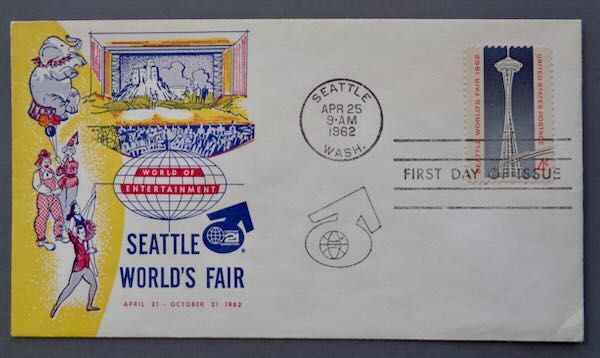 WORLD OF
ENTERTAINMENT
21
SEATTLE
WORLD'S FAIR
APRIL 21 - OCTOBER 21 1962
SEATTLE
APR 25
9-AM
1962
WASH.
SEATTLE WORLD'S FAIR 1962
UNITED STATES POSTAGE
4¢
FIRST DAY OF ISSUE